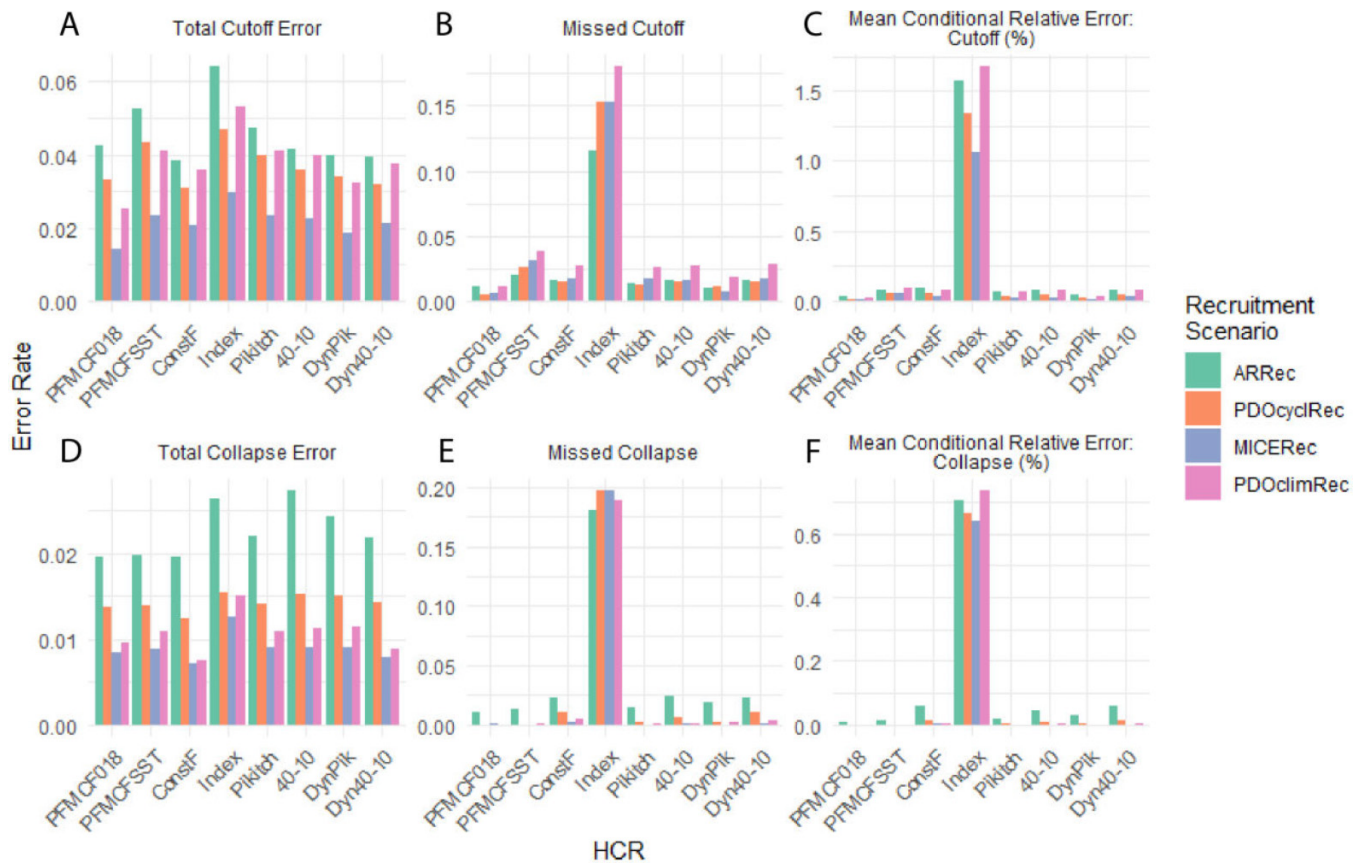 A
Total Cutoff Error
B
Missed Cutoff
C
Mean Conditional Relative Error:
Cutoff (%)
0.06
0.04
0.02
0.00
0.15
0.10
0.05
0.00
1.5
1.0
0.5
0.0
PFMCF018
PFMCFSST
ConstF
Index
Pikitch
40-10
DynPik
Dyn40-10
PFMCF018
PFMCFSST
ConstF
Index
Pikitch
40-10
DynPik
Dyn40-10
PFMCF018
PFMCFSST
ConstF
Index
Pikitch
40-10
DynPik
Dyn40-10
Error Rate
D
Total Collapse Error
E
Missed Collapse
F
Mean Conditional Relative Error:
Collapse (%)
0.02
0.01
0.00
0.20
0.15
0.10
0.05
0.00
0.6
0.4
0.2
0.0
PFMCF018
PFMCFSST
ConstF
Index
Pikitch
40-10
DynPik
Dyn40-10
PFMCF018
PFMCFSST
ConstF
Index
Pikitch
40-10
DynPik
Dyn40-10
PFMCF018
PFMCFSST
ConstF
Index
Pikitch
40-10
DynPik
Dyn40-10
HCR
Recruitment
Scenario
ARRec
PDOcyclRec
MICERec
PDOclimRec